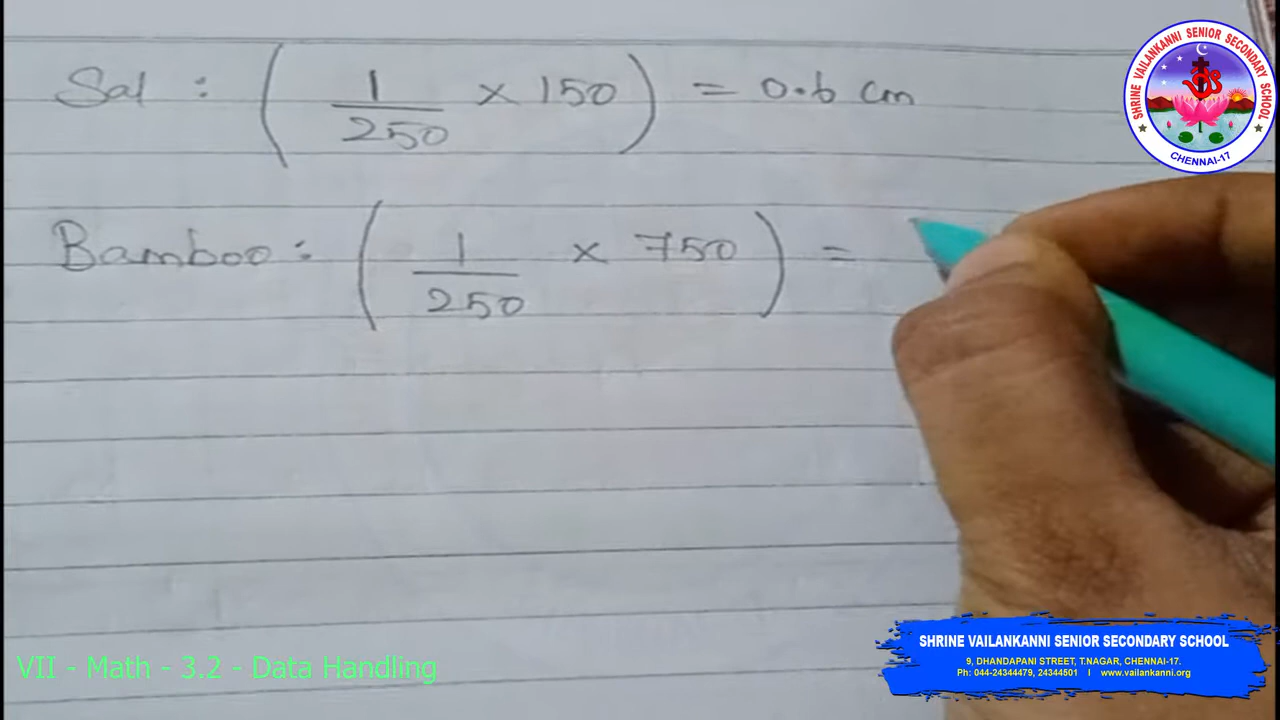 Sal : ( 1/250 × 150 ) = 0.6 cm
Bamboo : ( 1/250 × 750 ) =
SHRINE VAILANKANNI SENIOR SECONDARY SCHOOL
CHENNAI-17
VII - Math - 3.2 - Data Handling
SHRINE VAILANKANNI SENIOR SECONDARY SCHOOL
9, DHANDAPANI STREET, T.NAGAR, CHENNAI-17.
Ph: 044-24344479, 24344501 I www.vailankanni.org